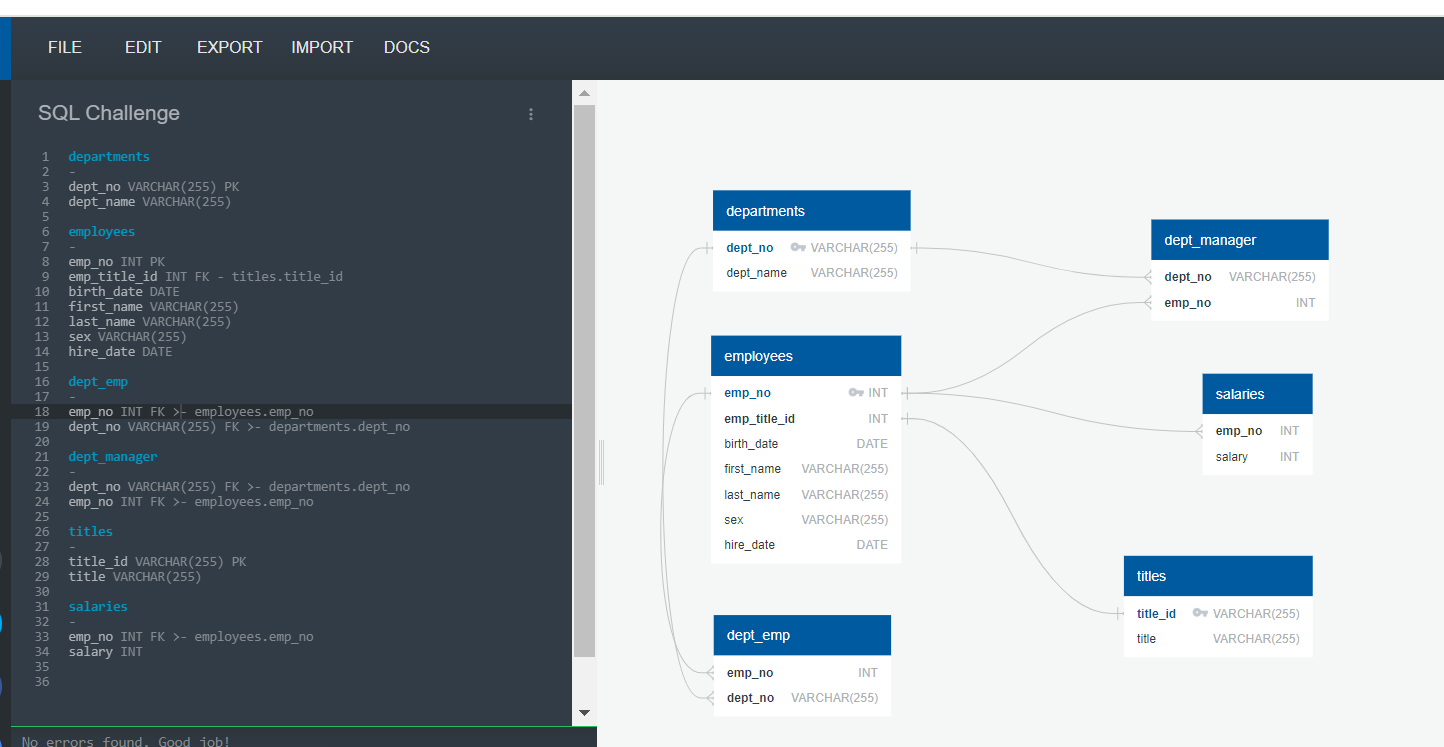 FILE EDIT EXPORT IMPORT DOCS
SQL Challenge
1 departments
2 -
3 dept_no VARCHAR(255) PK
4 dept_name VARCHAR(255)
5
6 employees
7 -
8 emp_no INT PK
9 emp_title_id INT FK - titles.title_id
10 birth_date DATE
11 first_name VARCHAR(255)
12 last_name VARCHAR(255)
13 sex VARCHAR(255)
14 hire_date DATE
15
16 dept_emp
17 -
18 emp_no INT FK >- employees.emp_no
19 dept_no VARCHAR(255) FK >- departments.dept_no
20
21 dept_manager
22 -
23 dept_no VARCHAR(255) FK >- departments.dept_no
24 emp_no INT FK >- employees.emp_no
25
26 titles
27 -
28 title_id VARCHAR(255) PK
29 title VARCHAR(255)
30
31 salaries
32 -
33 emp_no INT FK >- employees.emp_no
34 salary INT
35
36
No errors found. Good job!
departments
dept_no VARCHAR(255)
dept_name VARCHAR(255)
dept_manager
dept_no VARCHAR(255)
emp_no INT
employees
emp_no INT
emp_title_id INT
birth_date DATE
first_name VARCHAR(255)
last_name VARCHAR(255)
sex VARCHAR(255)
hire_date DATE
salaries
emp_no INT
salary INT
titles
title_id VARCHAR(255)
title VARCHAR(255)
dept_emp
emp_no INT
dept_no VARCHAR(255)